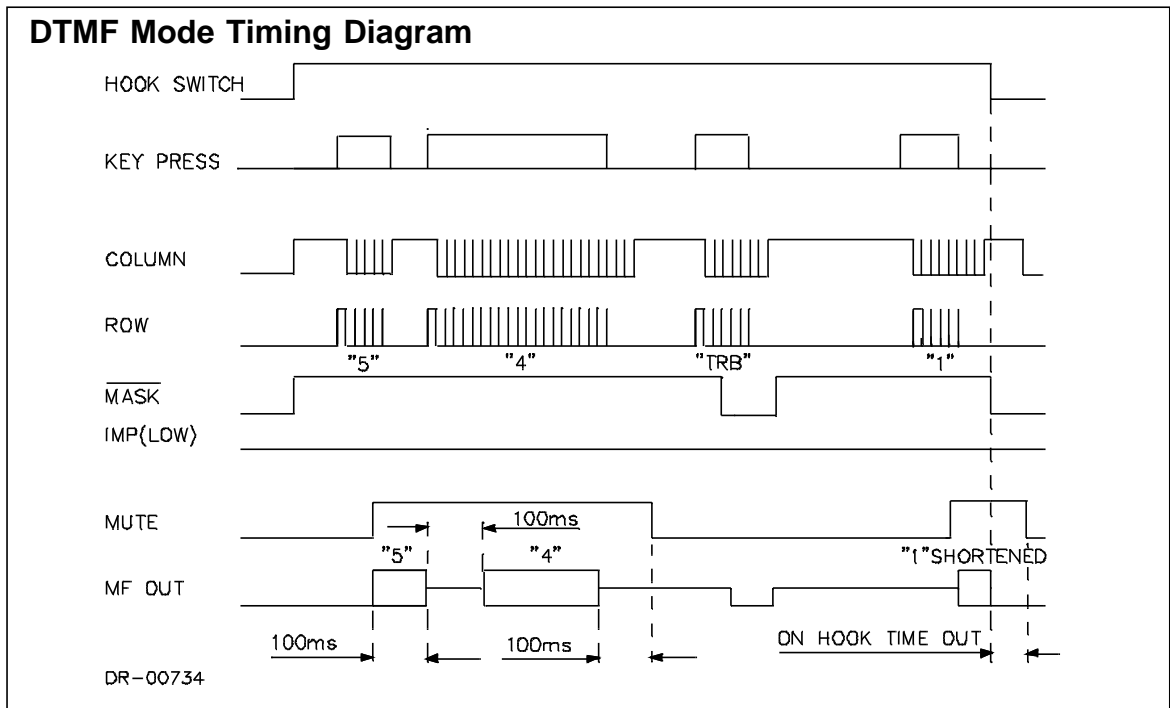 DTMF Mode Timing Diagram
HOOK SWITCH
KEY PRESS
COLUMN
ROW
"5" "4" "TRB" "1"
MASK
IMP(LOW)
MUTE 100ms
"5" "4" "1"SHORTENED
MF OUT
100ms 100ms ON HOOK TIME OUT
DR-00734